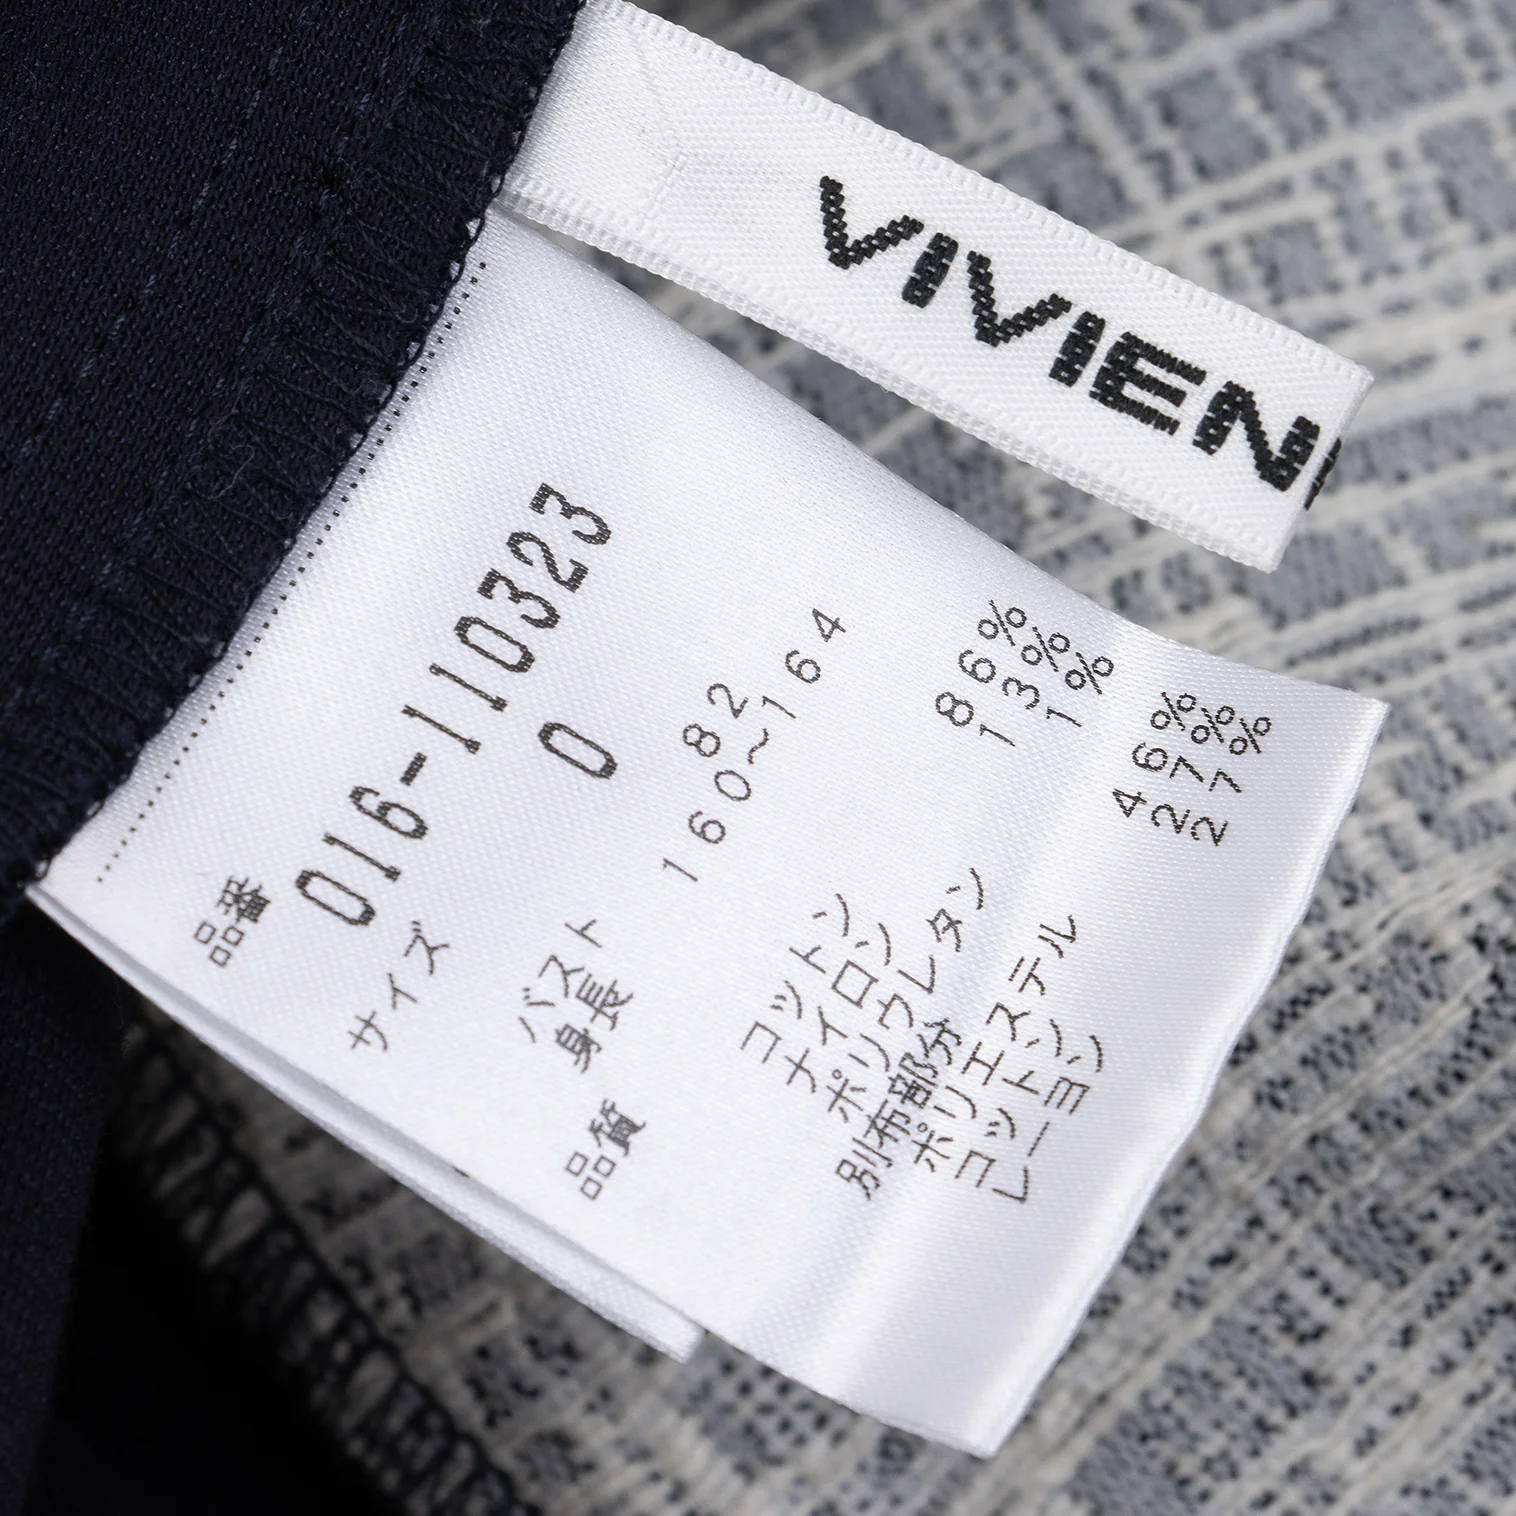 VIVIEN
品番
016-110323
サイズ 0
バスト 82
身長 160~164
品質
コットン 86%
ナイロン 13%
ポリウレタン 1%
別布部分
ポリエステル 46%
コットン 27%
レーヨン 27%